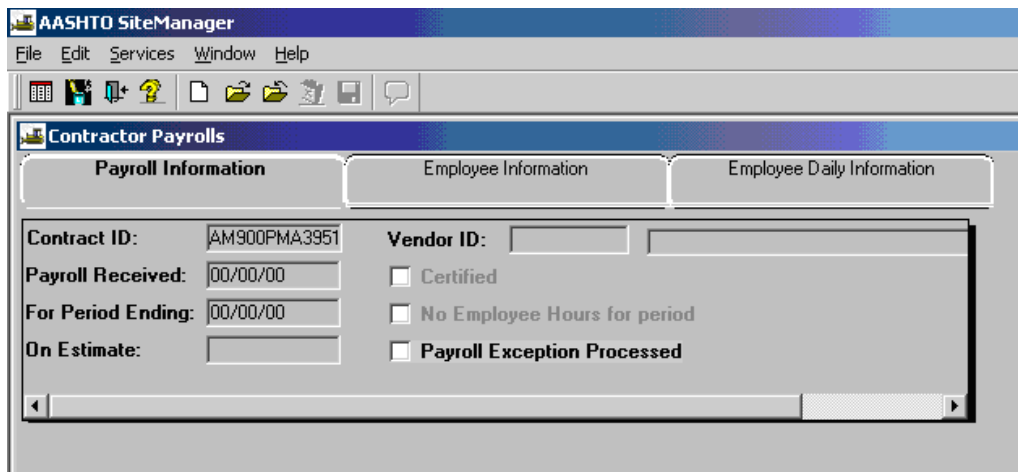 AASHTO SiteManager
File Edit Services Window Help
Contractor Payrolls
Payroll Information Employee Information Employee Daily Information
Contract ID: AM900PMA3951 Vendor ID:
Payroll Received: 00/00/00 Certified
For Period Ending: 00/00/00 No Employee Hours for period
On Estimate: Payroll Exception Processed